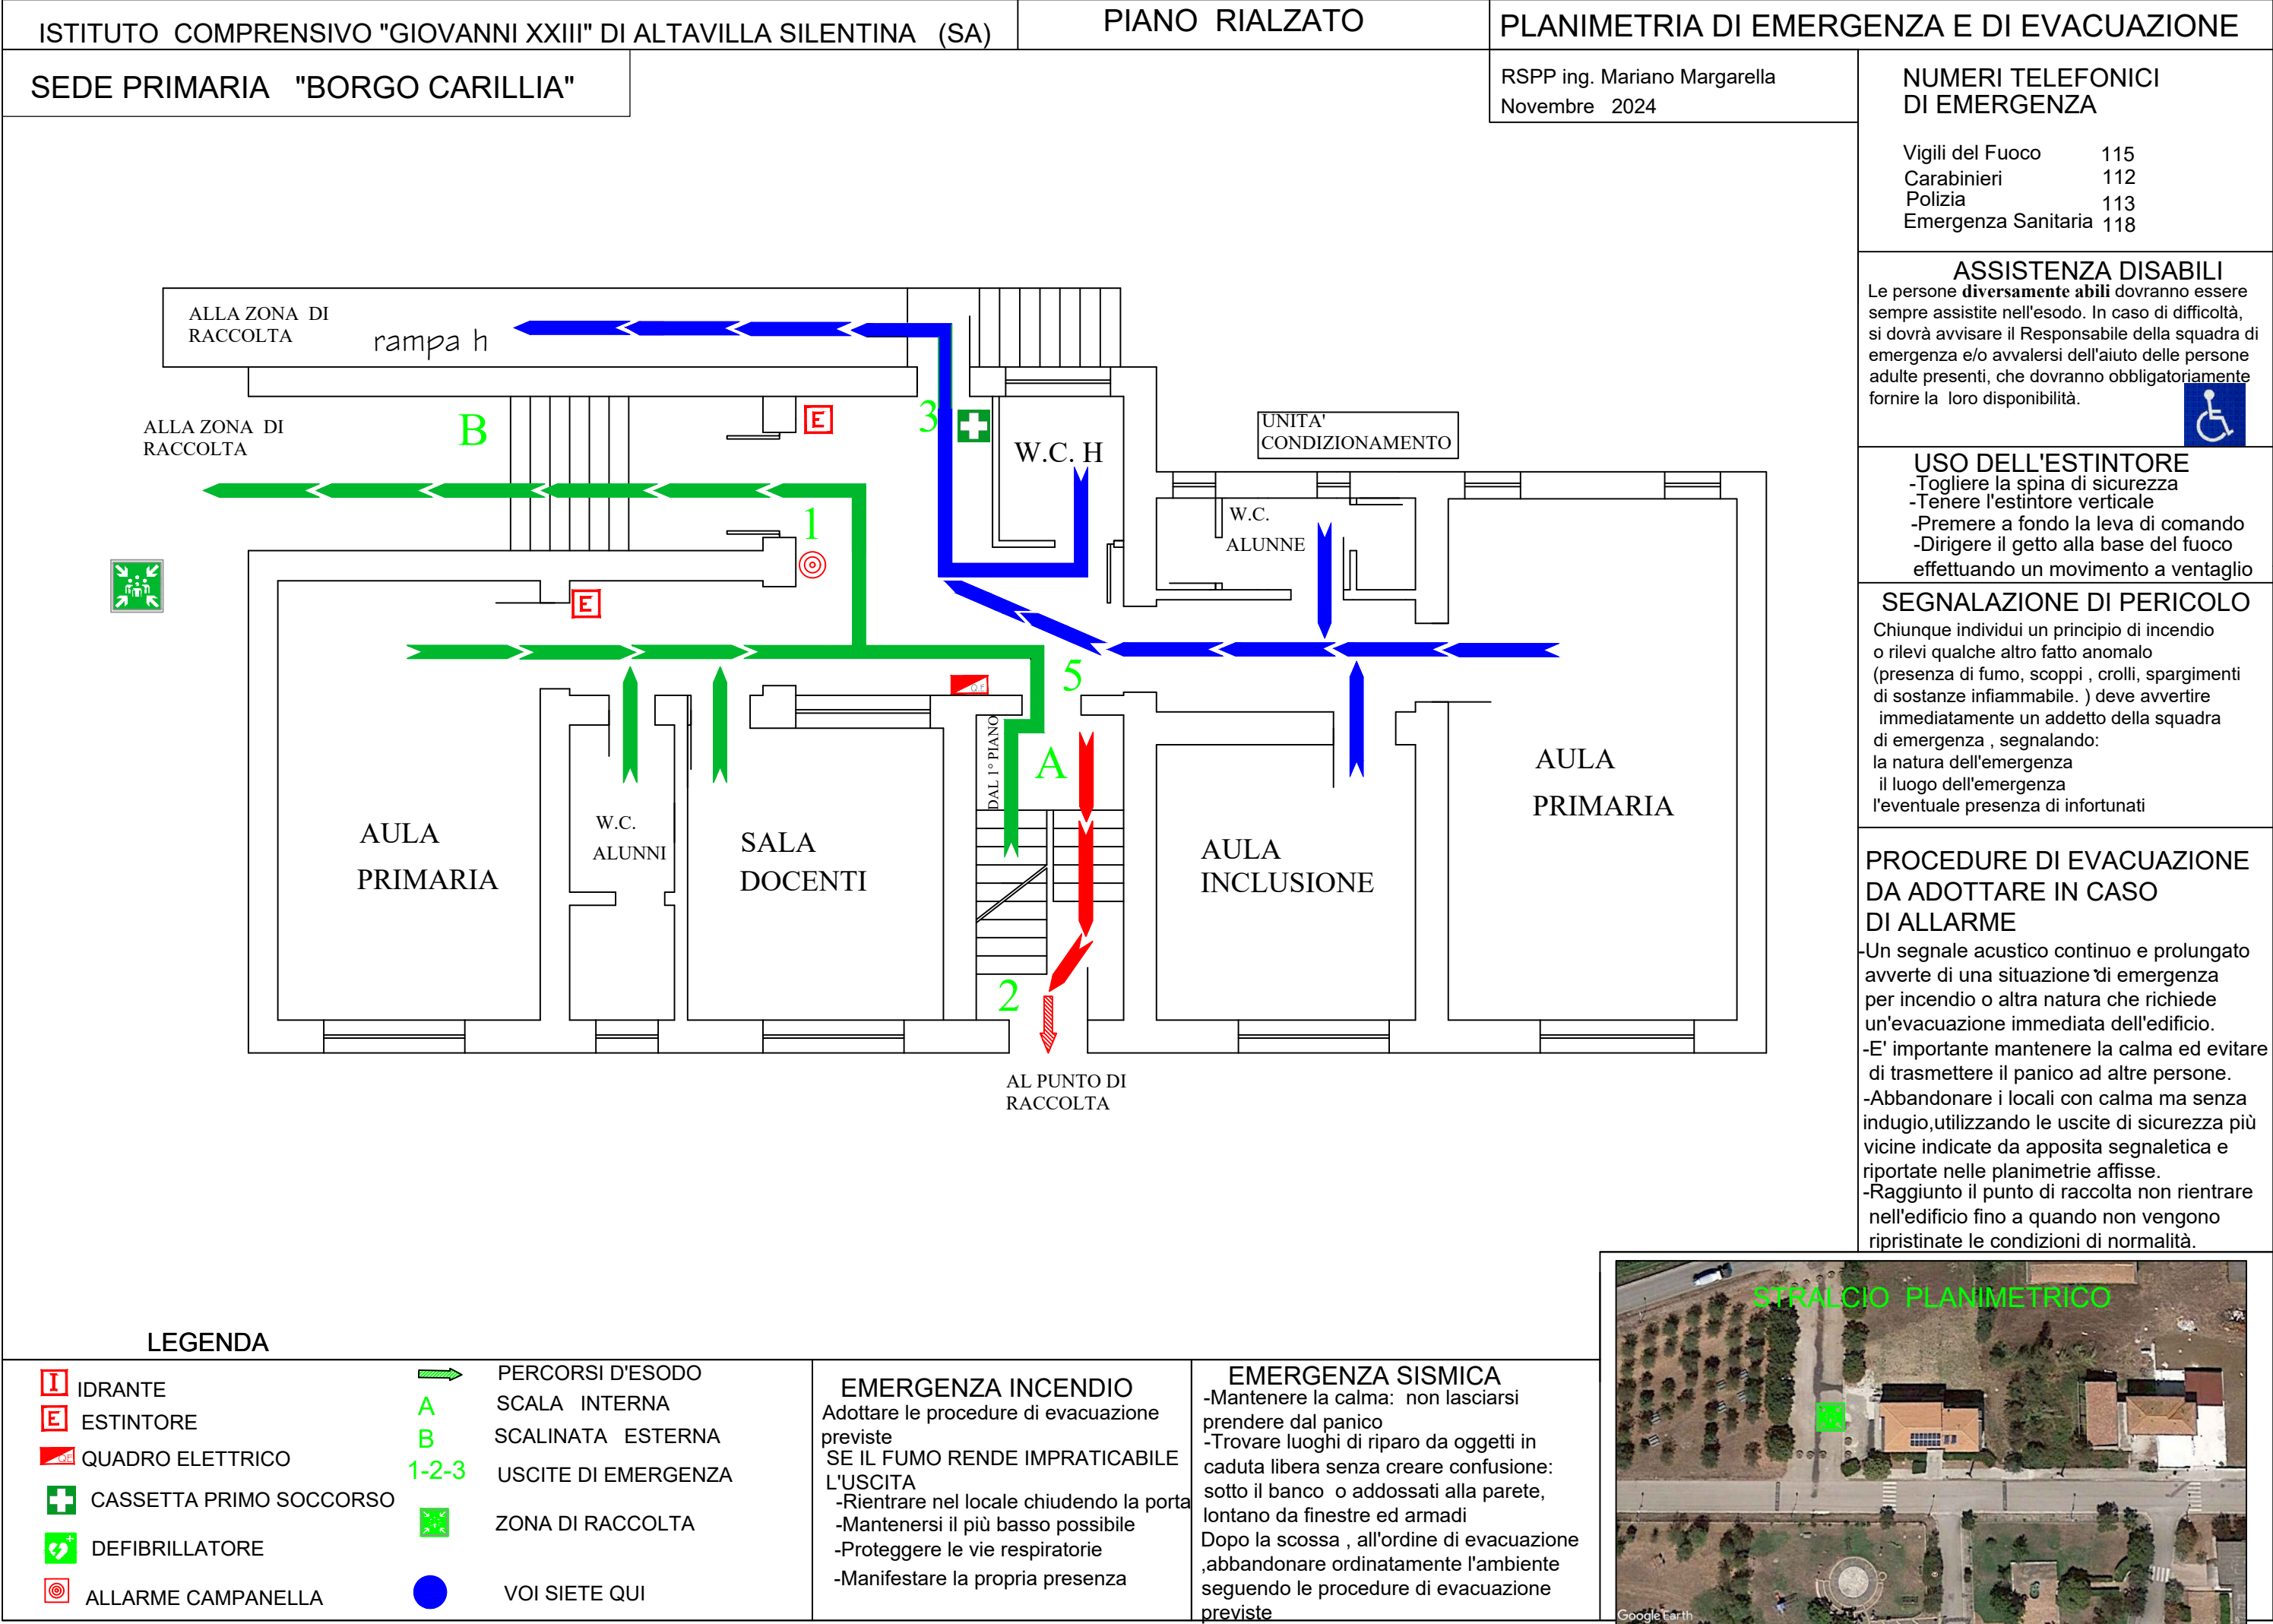 ISTITUTO COMPRENSIVO "GIOVANNI XXIII" DI ALTAVILLA SILENTINA (SA)
PIANO RIALZATO
PLANIMETRIA DI EMERGENZA E DI EVACUAZIONE
SEDE PRIMARIA "BORGO CARILLIA"
RSPP ing. Mariano Margarella
Novembre 2024
NUMERI TELEFONICI
DI EMERGENZA
Vigili del Fuoco 115
Carabinieri 112
Polizia 113
Emergenza Sanitaria 118
ASSISTENZA DISABILI
Le persone diversamente abili dovranno essere
sempre assistite nell'esodo. In caso di difficoltà,
si dovrà avvisare il Responsabile della squadra di
emergenza e/o avvalersi dell'aiuto delle persone
adulte presenti, che dovranno obbligatoriamente
fornire la loro disponibilità.
USO DELL'ESTINTORE
-Togliere la spina di sicurezza
-Tenere l'estintore verticale
-Premere a fondo la leva di comando
-Dirigere il getto alla base del fuoco
effettuando un movimento a ventaglio
SEGNALAZIONE DI PERICOLO
Chiunque individui un principio di incendio
o rilevi qualche altro fatto anomalo
(presenza di fumo, scoppi , crolli, spargimenti
di sostanze infiammabile. ) deve avvertire
immediatamente un addetto della squadra
di emergenza , segnalando:
la natura dell'emergenza
il luogo dell'emergenza
l'eventuale presenza di infortunati
PROCEDURE DI EVACUAZIONE
DA ADOTTARE IN CASO
DI ALLARME
-Un segnale acustico continuo e prolungato
avverte di una situazione di emergenza
per incendio o altra natura che richiede
un'evacuazione immediata dell'edificio.
-E' importante mantenere la calma ed evitare
di trasmettere il panico ad altre persone.
-Abbandonare i locali con calma ma senza
indugio,utilizzando le uscite di sicurezza più
vicine indicate da apposita segnaletica e
riportate nelle planimetrie affisse.
-Raggiunto il punto di raccolta non rientrare
nell'edificio fino a quando non vengono
ripristinate le condizioni di normalità.
ALLA ZONA DI
RACCOLTA
rampa h
ALLA ZONA DI
RACCOLTA
B
E
3
W.C. H
UNITA'
CONDIZIONAMENTO
1
W.C.
ALUNNE
E
5
Q.E
DAL 1° PIANO
A
AULA
PRIMARIA
W.C.
ALUNNI
SALA
DOCENTI
AULA
INCLUSIONE
AULA
PRIMARIA
2
AL PUNTO DI
RACCOLTA
LEGENDA
I IDRANTE
E ESTINTORE
QE QUADRO ELETTRICO
CASSETTA PRIMO SOCCORSO
DEFIBRILLATORE
ALLARME CAMPANELLA
PERCORSI D'ESODO
A SCALA INTERNA
B SCALINATA ESTERNA
1-2-3 USCITE DI EMERGENZA
ZONA DI RACCOLTA
VOI SIETE QUI
EMERGENZA INCENDIO
Adottare le procedure di evacuazione
previste
SE IL FUMO RENDE IMPRATICABILE
L'USCITA
-Rientrare nel locale chiudendo la porta
-Mantenersi il più basso possibile
-Proteggere le vie respiratorie
-Manifestare la propria presenza
EMERGENZA SISMICA
-Mantenere la calma: non lasciarsi
prendere dal panico
-Trovare luoghi di riparo da oggetti in
caduta libera senza creare confusione:
sotto il banco o addossati alla parete,
lontano da finestre ed armadi
Dopo la scossa , all'ordine di evacuazione
,abbandonare ordinatamente l'ambiente
seguendo le procedure di evacuazione
previste
STRALCIO PLANIMETRICO
Google Earth